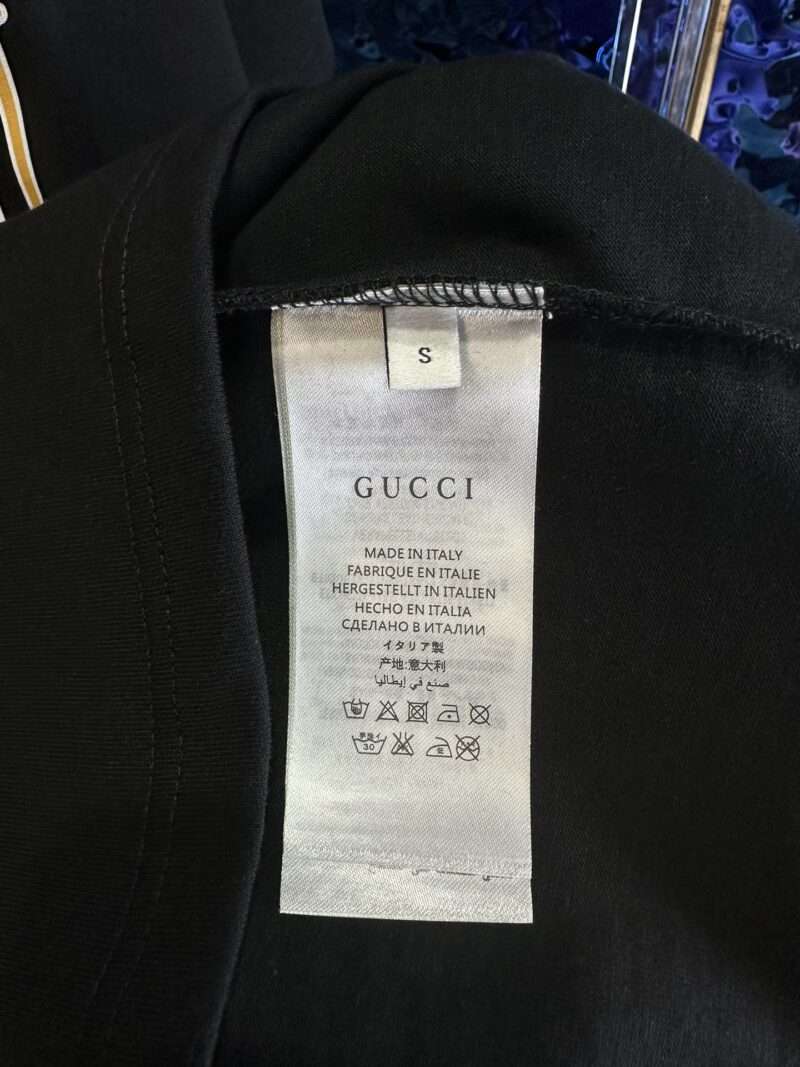 S
GUCCI
MADE IN ITALY
FABRIQUE EN ITALIE
HERGESTELLT IN ITALIEN
HECHO EN ITALIA
СДЕЛАНО В ИТАЛИИ
イタリア製
产地:意大利
صنع في إيطاليا
30